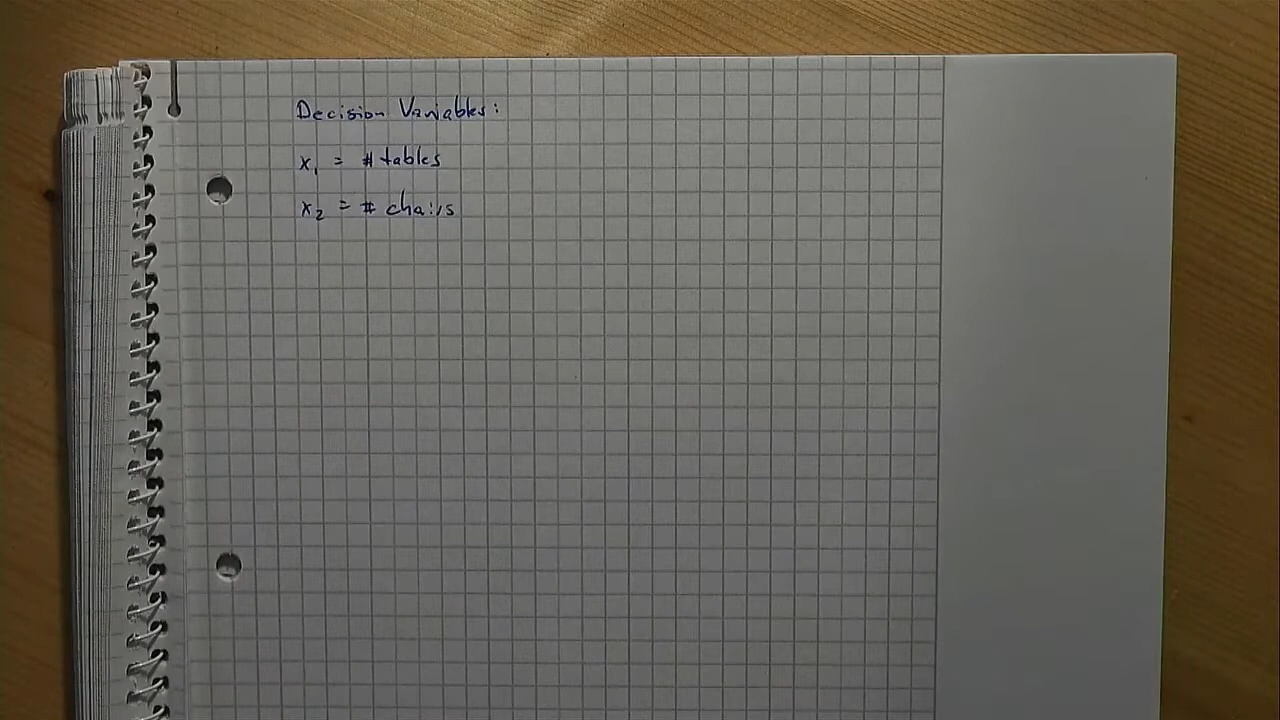 Decision Variables:
x₁ = # tables
x₂ = # chairs